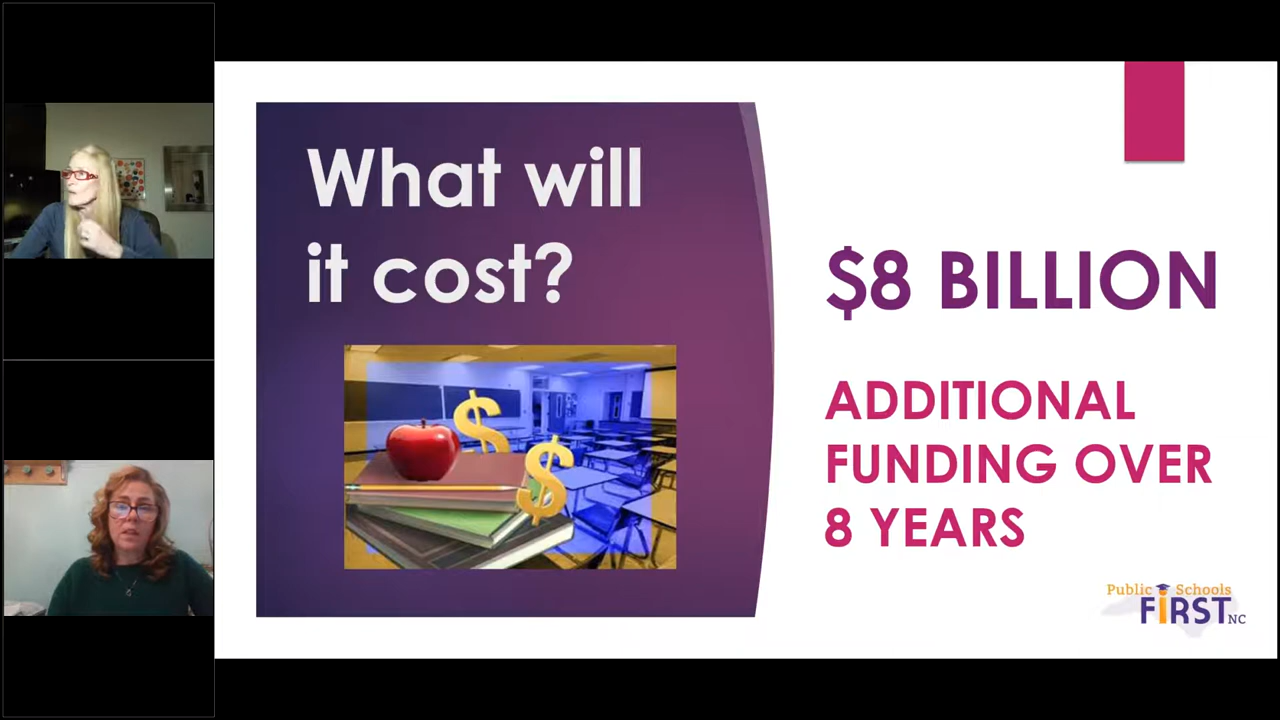 What will
it cost?
$8 BILLION
ADDITIONAL
FUNDING OVER
8 YEARS
Public Schools
FiRST NC